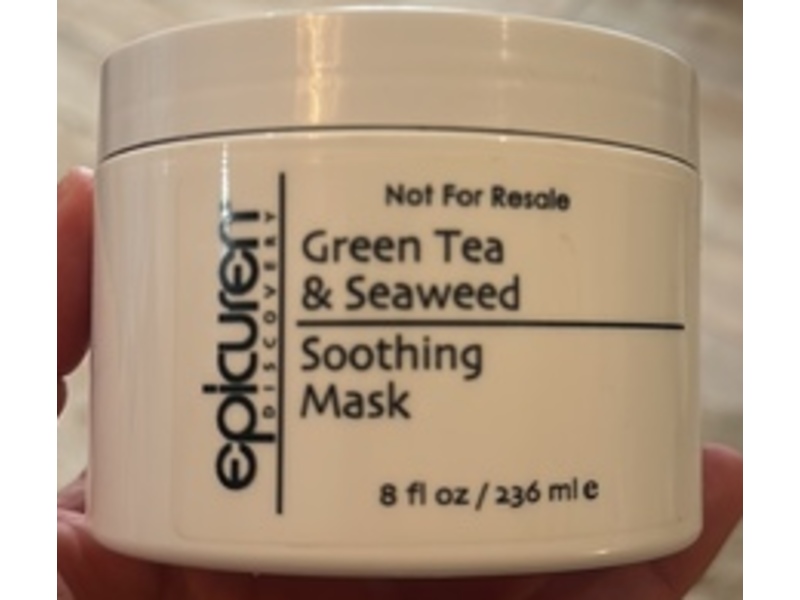 epicuren
DISCOVERY
Not For Resale
Green Tea
& Seaweed
Soothing
Mask
8 fl oz / 236 ml e